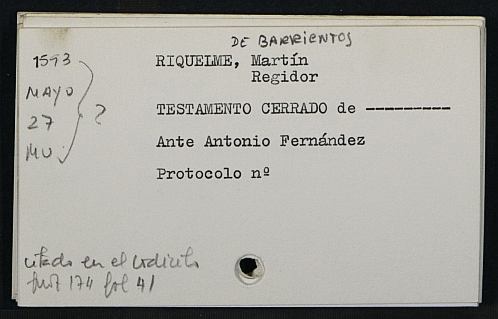 DE BARRIENTOS
1593
MAYO
27
MU
?
RIQUELME, Martín
Regidor
TESTAMENTO CERRADO de ---------
Ante Antonio Fernández
Protocolo nº
citado en el codicilo
prot 174 fol 41